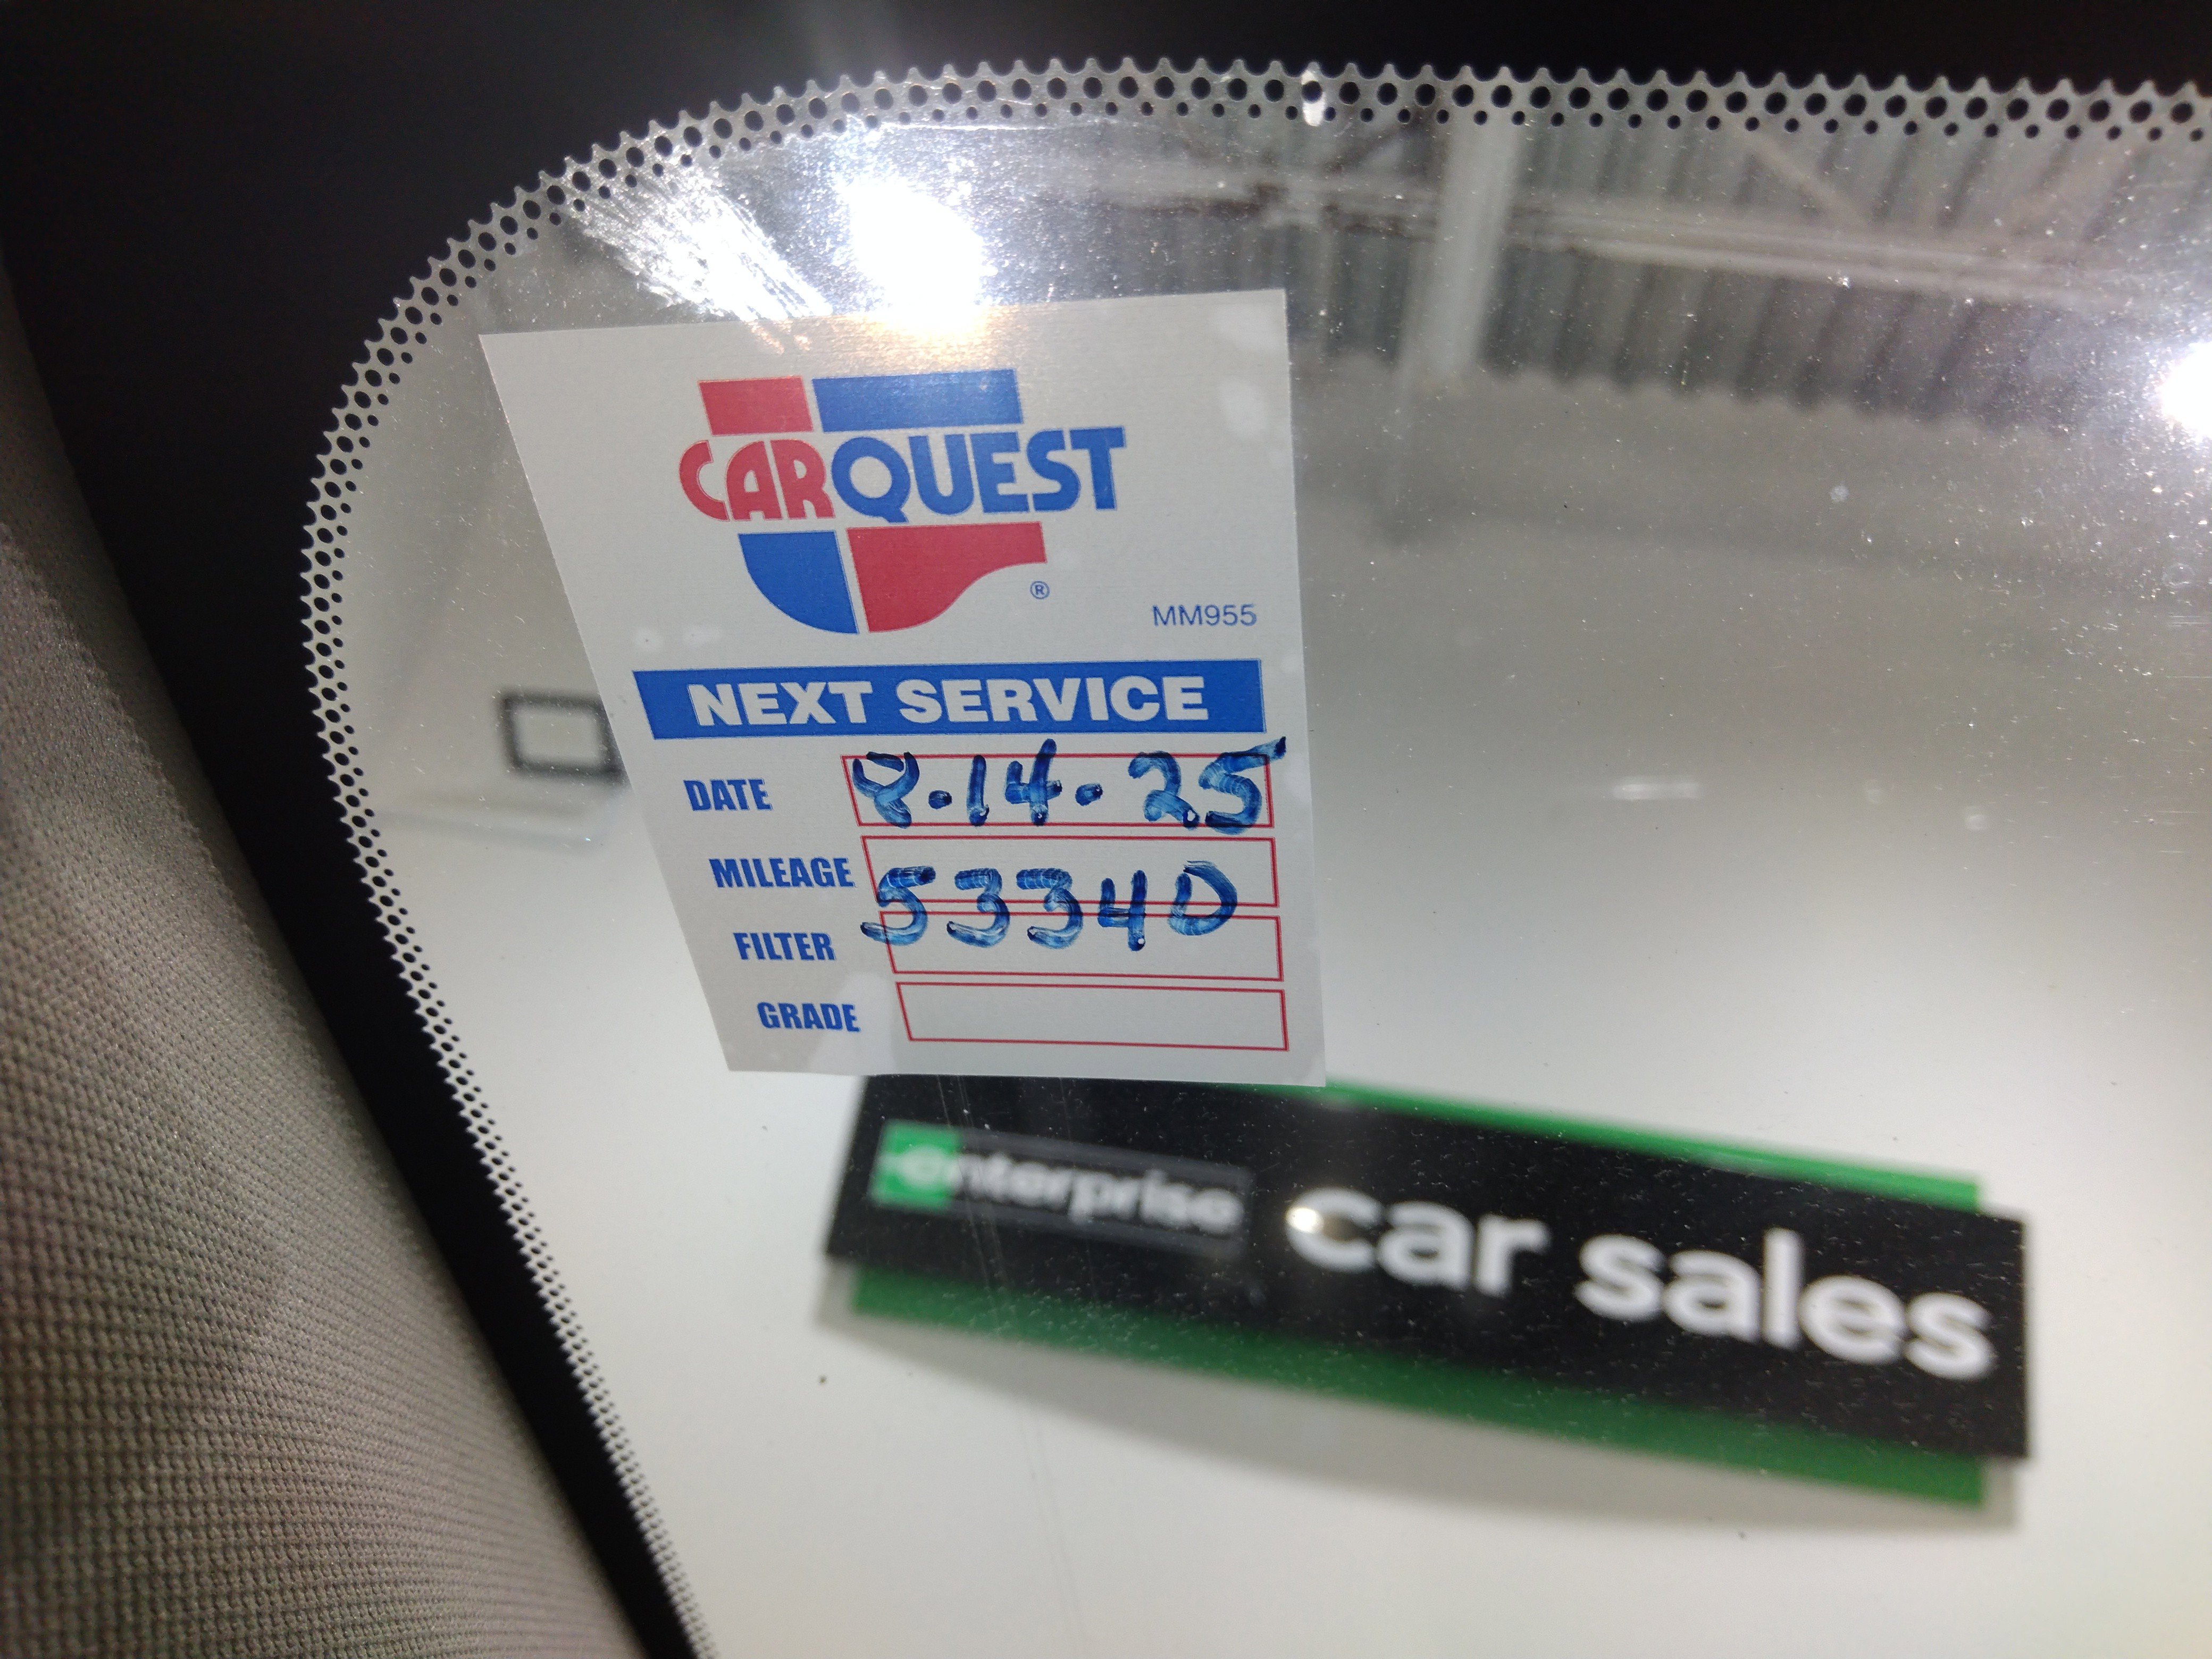 CARQUEST
®
MM955
NEXT SERVICE
DATE 8.14.25
MILEAGE 53340
FILTER
GRADE
enterprise car sales